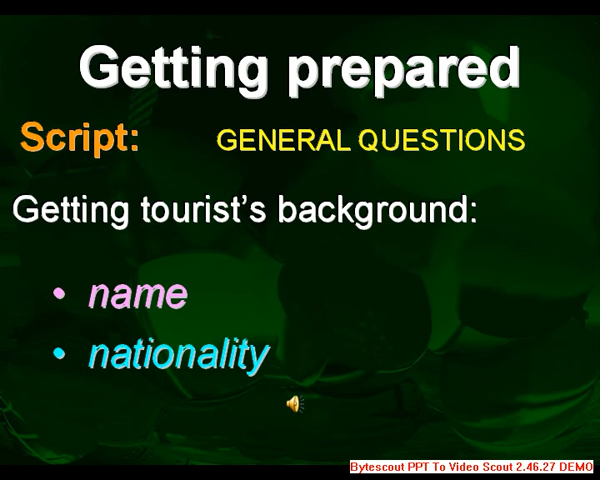 Getting prepared
Script: GENERAL QUESTIONS
Getting tourist's background:
• name
• nationality
Bytescout PPT To Video Scout 2.46.27 DEMO